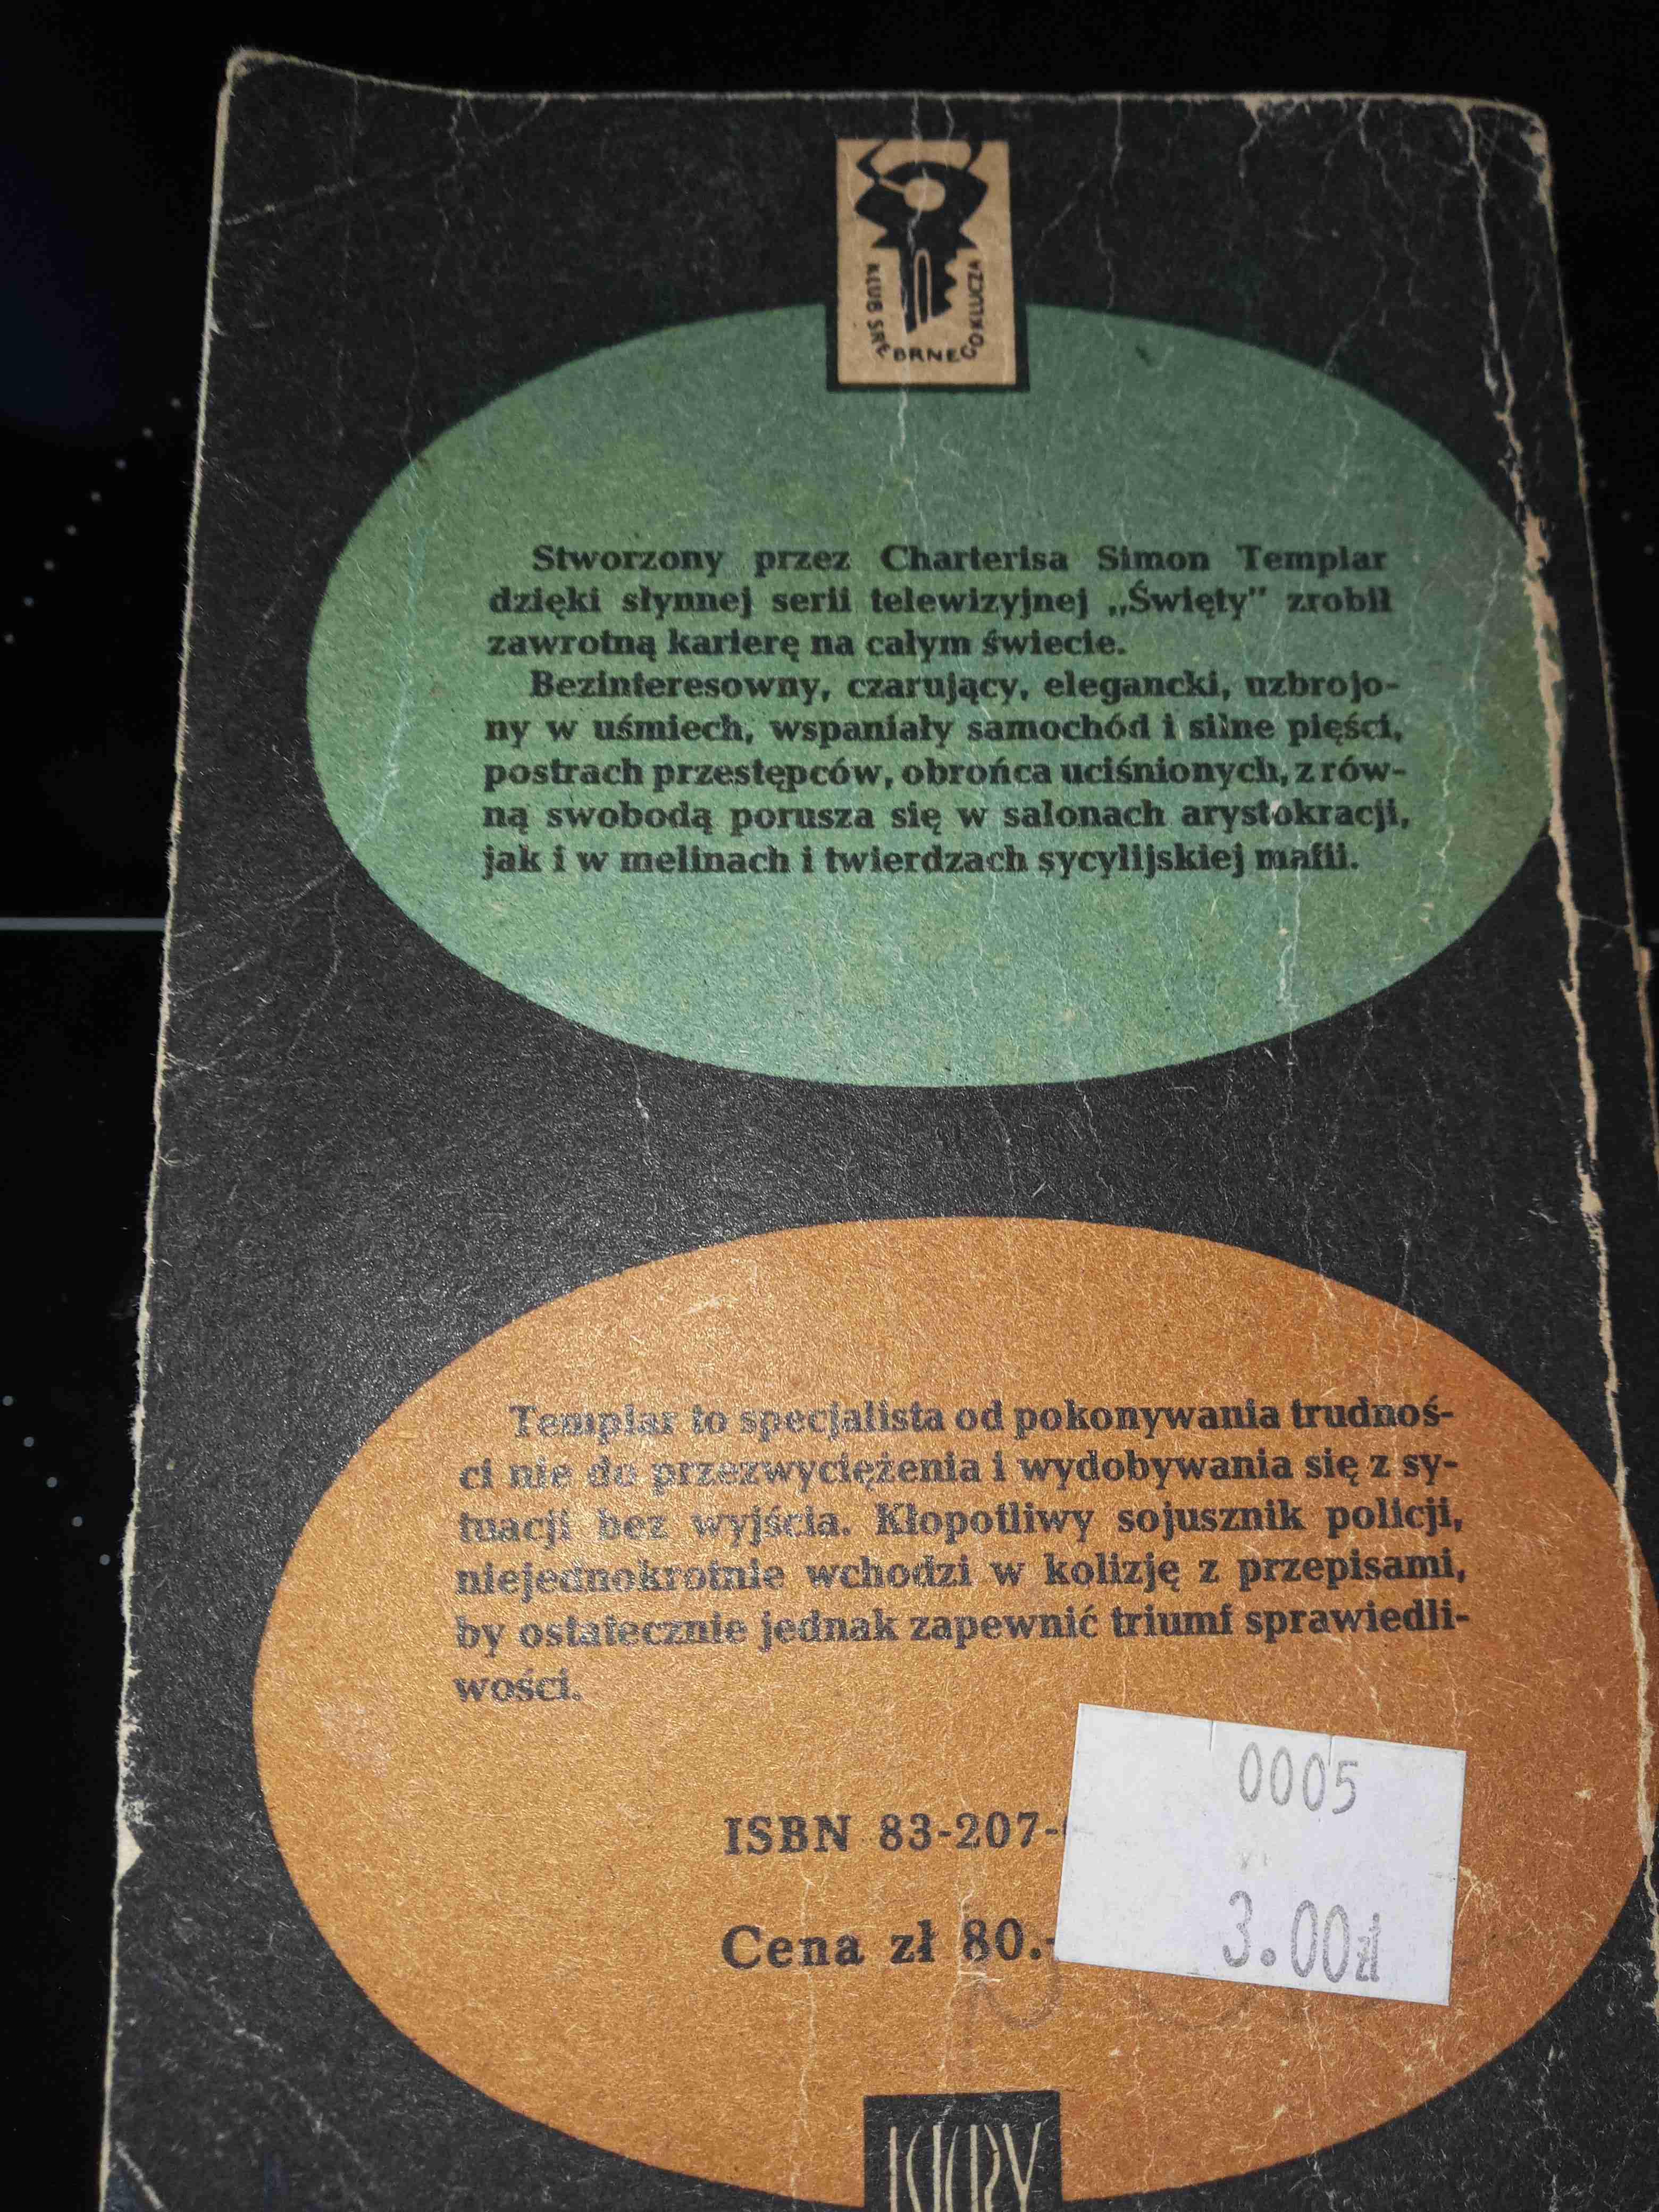 KLUB SREBRNEGO KLUCZA
Stworzony przez Charterisa Simon Templar
dzięki słynnej serii telewizyjnej „Święty" zrobił
zawrotną karierę na całym świecie.
Bezinteresowny, czarujący, elegancki, uzbrojo-
ny w uśmiech, wspaniały samochód i silne pięści,
postrach przestępców, obrońca uciśnionych, z rów-
ną swobodą porusza się w salonach arystokracji,
jak i w melinach i twierdzach sycylijskiej mafii.
Templar to specjalista od pokonywania trudnoś-
ci nie do przezwyciężenia i wydobywania się z sy-
tuacji bez wyjścia. Kłopotliwy sojusznik policji,
niejednokrotnie wchodzi w kolizję z przepisami,
by ostatecznie jednak zapewnić triumf sprawiedli-
wości.
0005
ISBN 83-207-
3.00zł
Cena zł 80.-